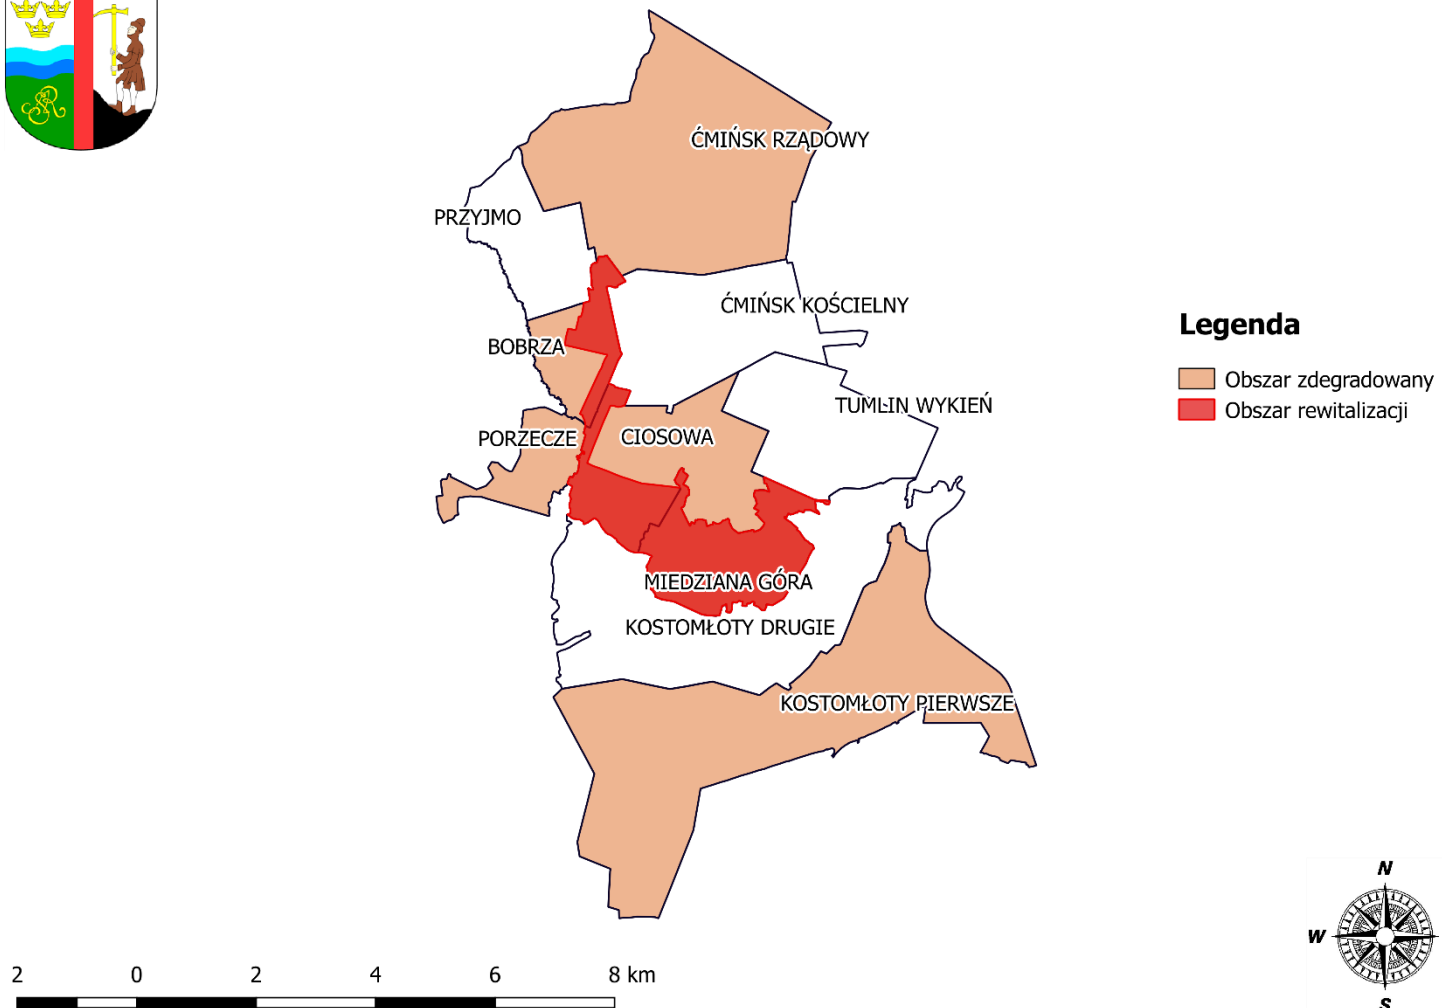 ĆMIŃSK RZĄDOWY
PRZYJMO
ĆMIŃSK KOŚCIELNY
Legenda
BOBRZA
Obszar zdegradowany
TUMLIN WYKIEŃ
Obszar rewitalizacji
PORZECZE
CIOSOWA
MIEDZIANA GÓRA
KOSTOMŁOTY DRUGIE
KOSTOMŁOTY PIERWSZE
N
W
S
2 0 2 4 6 8 km